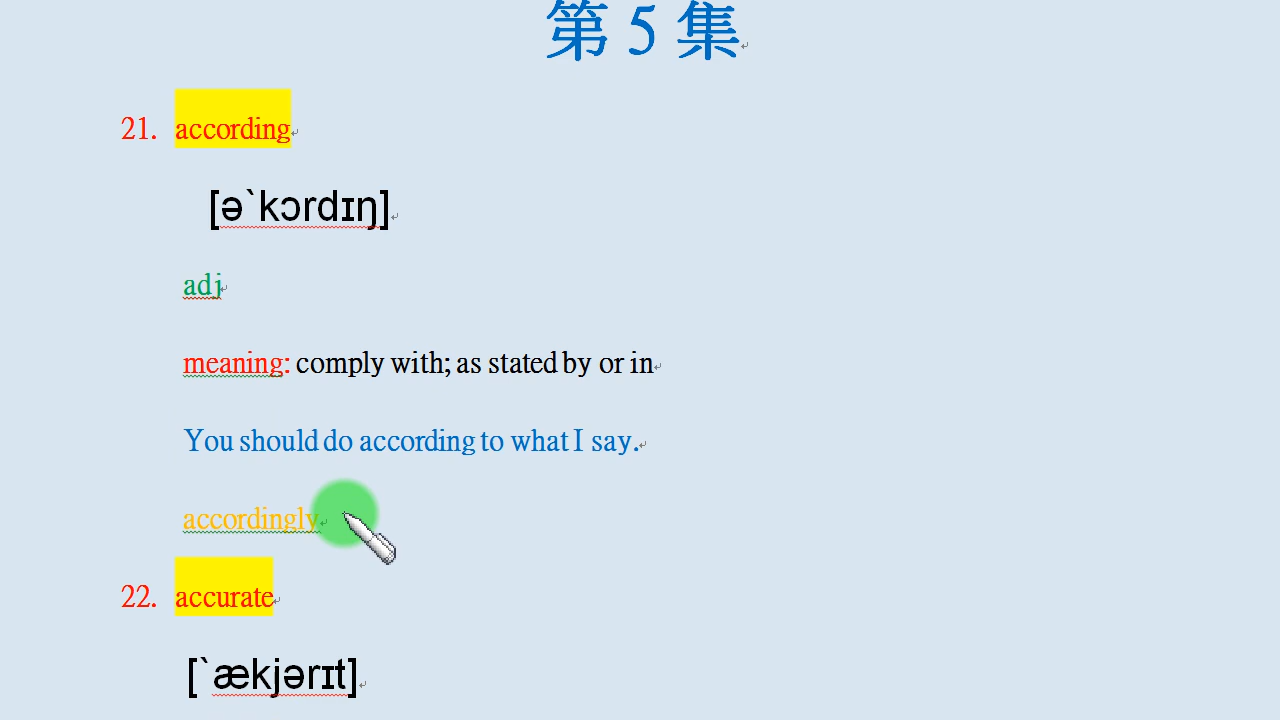 第 5 集
21. according
[ə`kɔrdɪŋ]
adj
meaning: comply with; as stated by or in
You should do according to what I say.
accordingly
22. accurate
[`ækjərɪt]